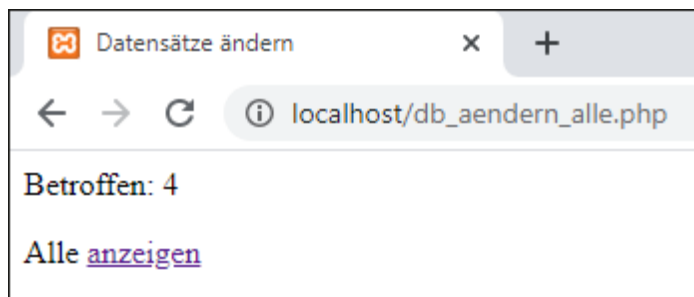 Datensätze ändern
localhost/db_aendern_alle.php
Betroffen: 4
Alle anzeigen